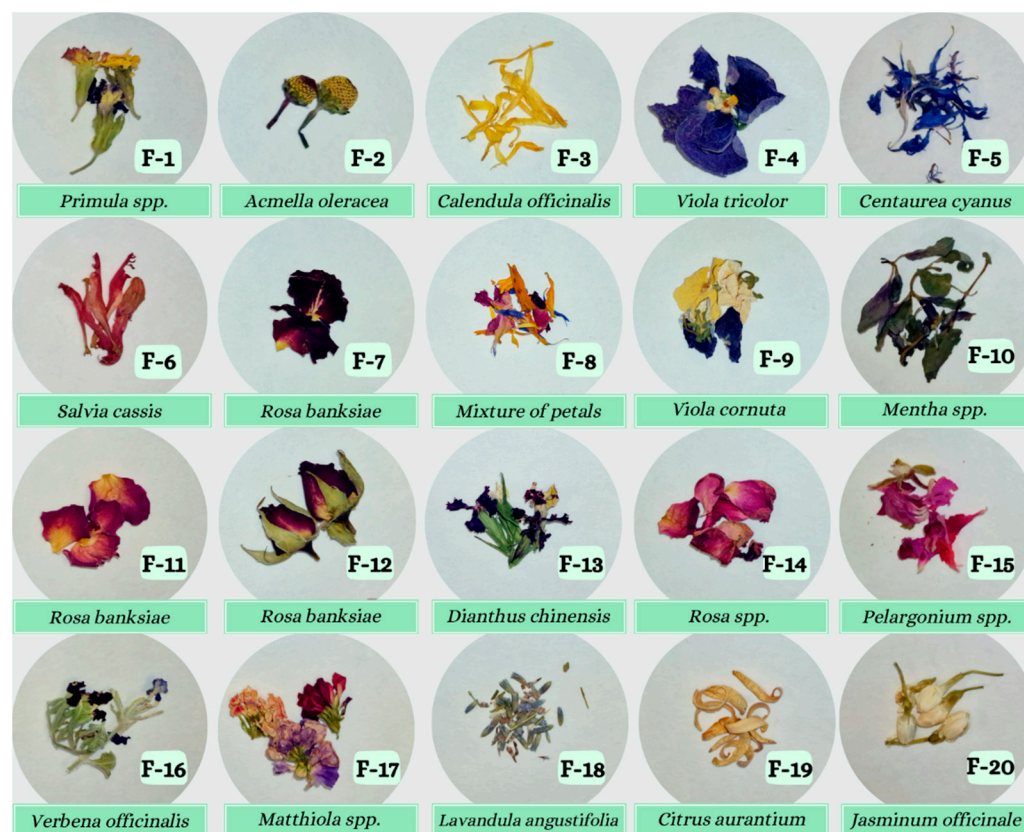 F-1
F-2
F-3
F-4
F-5
Primula spp.
Acmella oleracea
Calendula officinalis
Viola tricolor
Centaurea cyanus
F-6
F-7
F-8
F-9
F-10
Salvia cassis
Rosa banksiae
Mixture of petals
Viola cornuta
Mentha spp.
F-11
F-12
F-13
F-14
F-15
Rosa banksiae
Rosa banksiae
Dianthus chinensis
Rosa spp.
Pelargonium spp.
F-16
F-17
F-18
F-19
F-20
Verbena officinalis
Matthiola spp.
Lavandula angustifolia
Citrus aurantium
Jasminum officinale